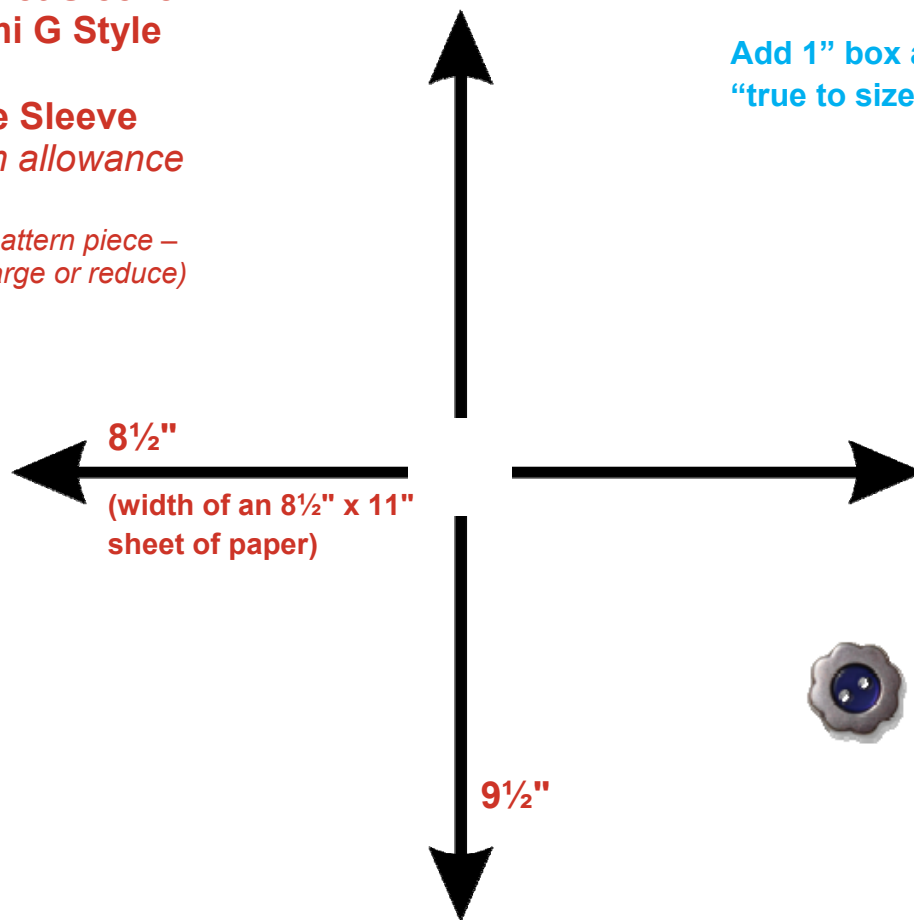 ni G Style
e Sleeve
allowance
attern piece –
arge or reduce)
Add 1” box a
“true to size
8½"
(width of an 8½" x 11"
sheet of paper)
9½"